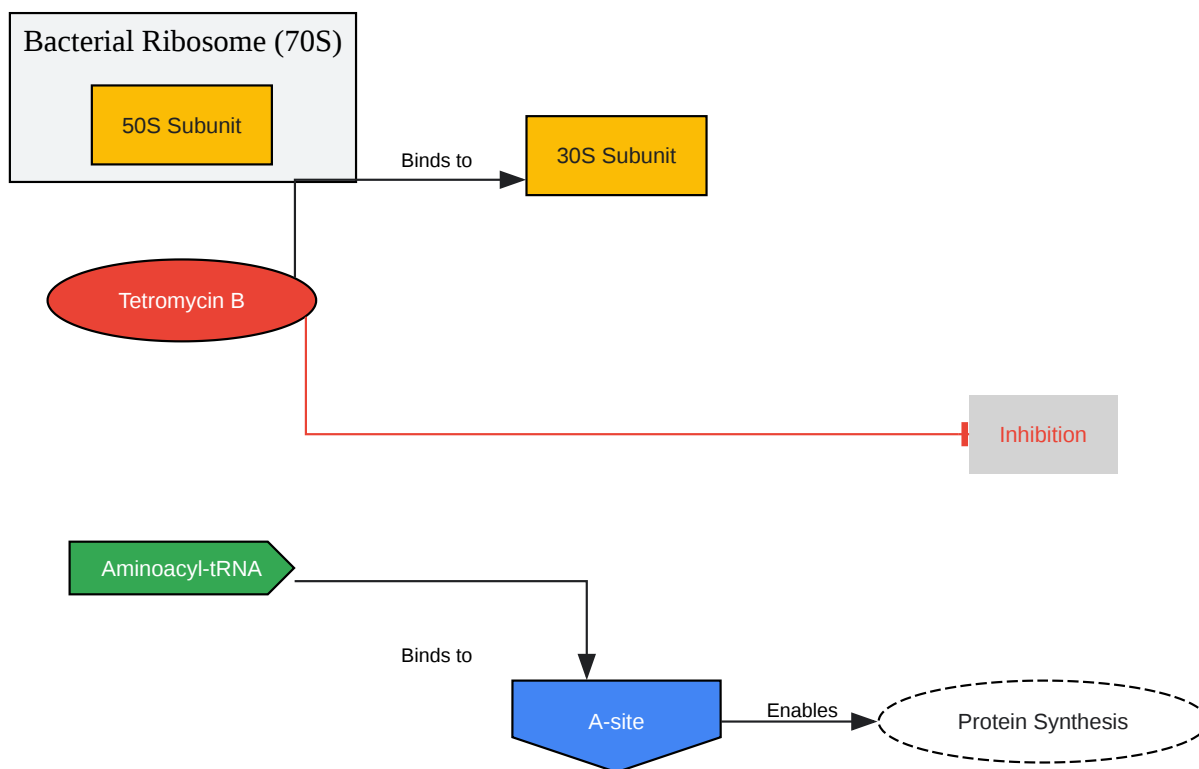 Bacterial Ribosome (70S)
50S Subunit
Binds to
30S Subunit
Tetromycin B
Inhibition
Aminoacyl-tRNA
Binds to
A-site
Enables
Protein Synthesis